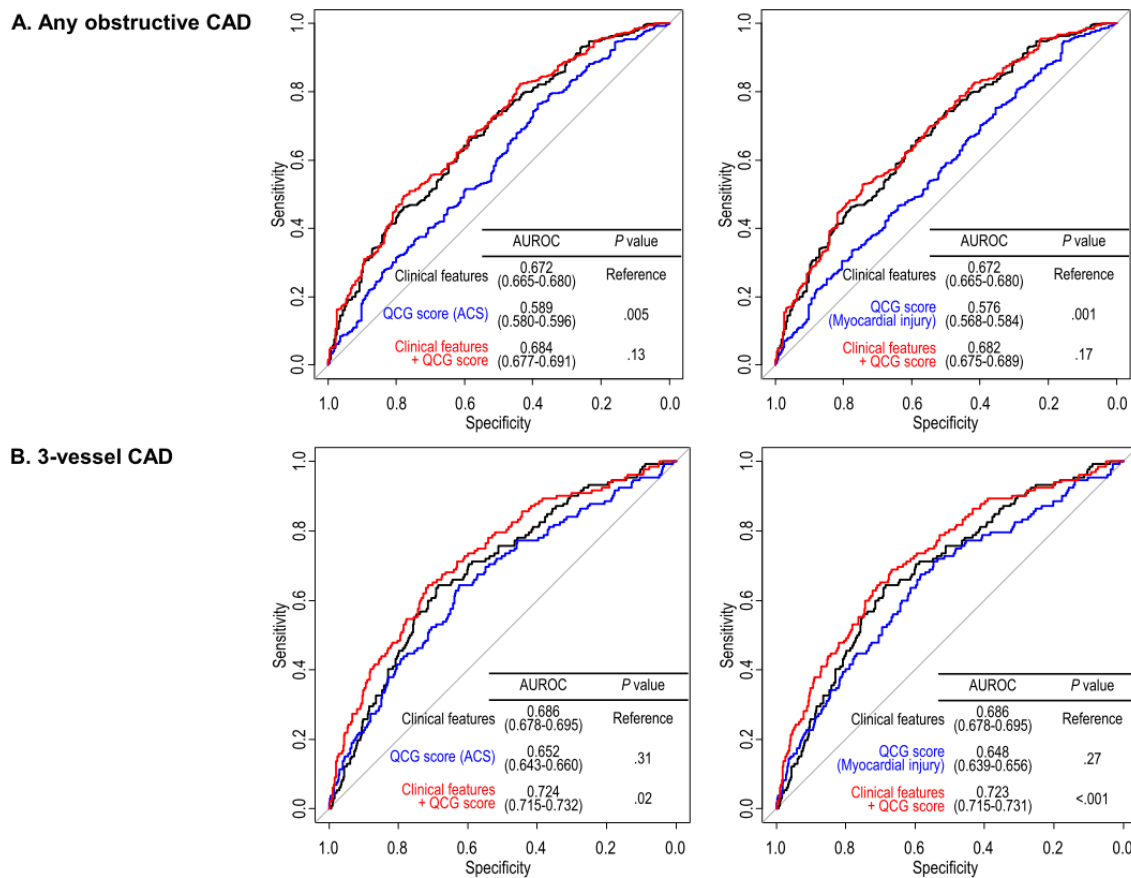 A. Any obstructive CAD
1.0
0.8
0.6
0.4
0.2
0.0
Sensitivity
AUROC P value
Clinical features 0.672 (0.665-0.680) Reference
QCG score (ACS) 0.589 (0.580-0.596) .005
Clinical features + QCG score 0.684 (0.677-0.691) .13
1.0 0.8 0.6 0.4 0.2 0.0
Specificity
1.0
0.8
0.6
0.4
0.2
0.0
Sensitivity
AUROC P value
Clinical features 0.672 (0.665-0.680) Reference
QCG score (Myocardial injury) 0.576 (0.568-0.584) .001
Clinical features + QCG score 0.682 (0.675-0.689) .17
1.0 0.8 0.6 0.4 0.2 0.0
Specificity
B. 3-vessel CAD
1.0
0.8
0.6
0.4
0.2
0.0
Sensitivity
AUROC P value
Clinical features 0.686 (0.678-0.695) Reference
QCG score (ACS) 0.652 (0.643-0.660) .31
Clinical features + QCG score 0.724 (0.715-0.732) .02
1.0 0.8 0.6 0.4 0.2 0.0
Specificity
1.0
0.8
0.6
0.4
0.2
0.0
Sensitivity
AUROC P value
Clinical features 0.686 (0.678-0.695) Reference
QCG score (Myocardial injury) 0.648 (0.639-0.656) .27
Clinical features + QCG score 0.723 (0.715-0.731) <.001
1.0 0.8 0.6 0.4 0.2 0.0
Specificity